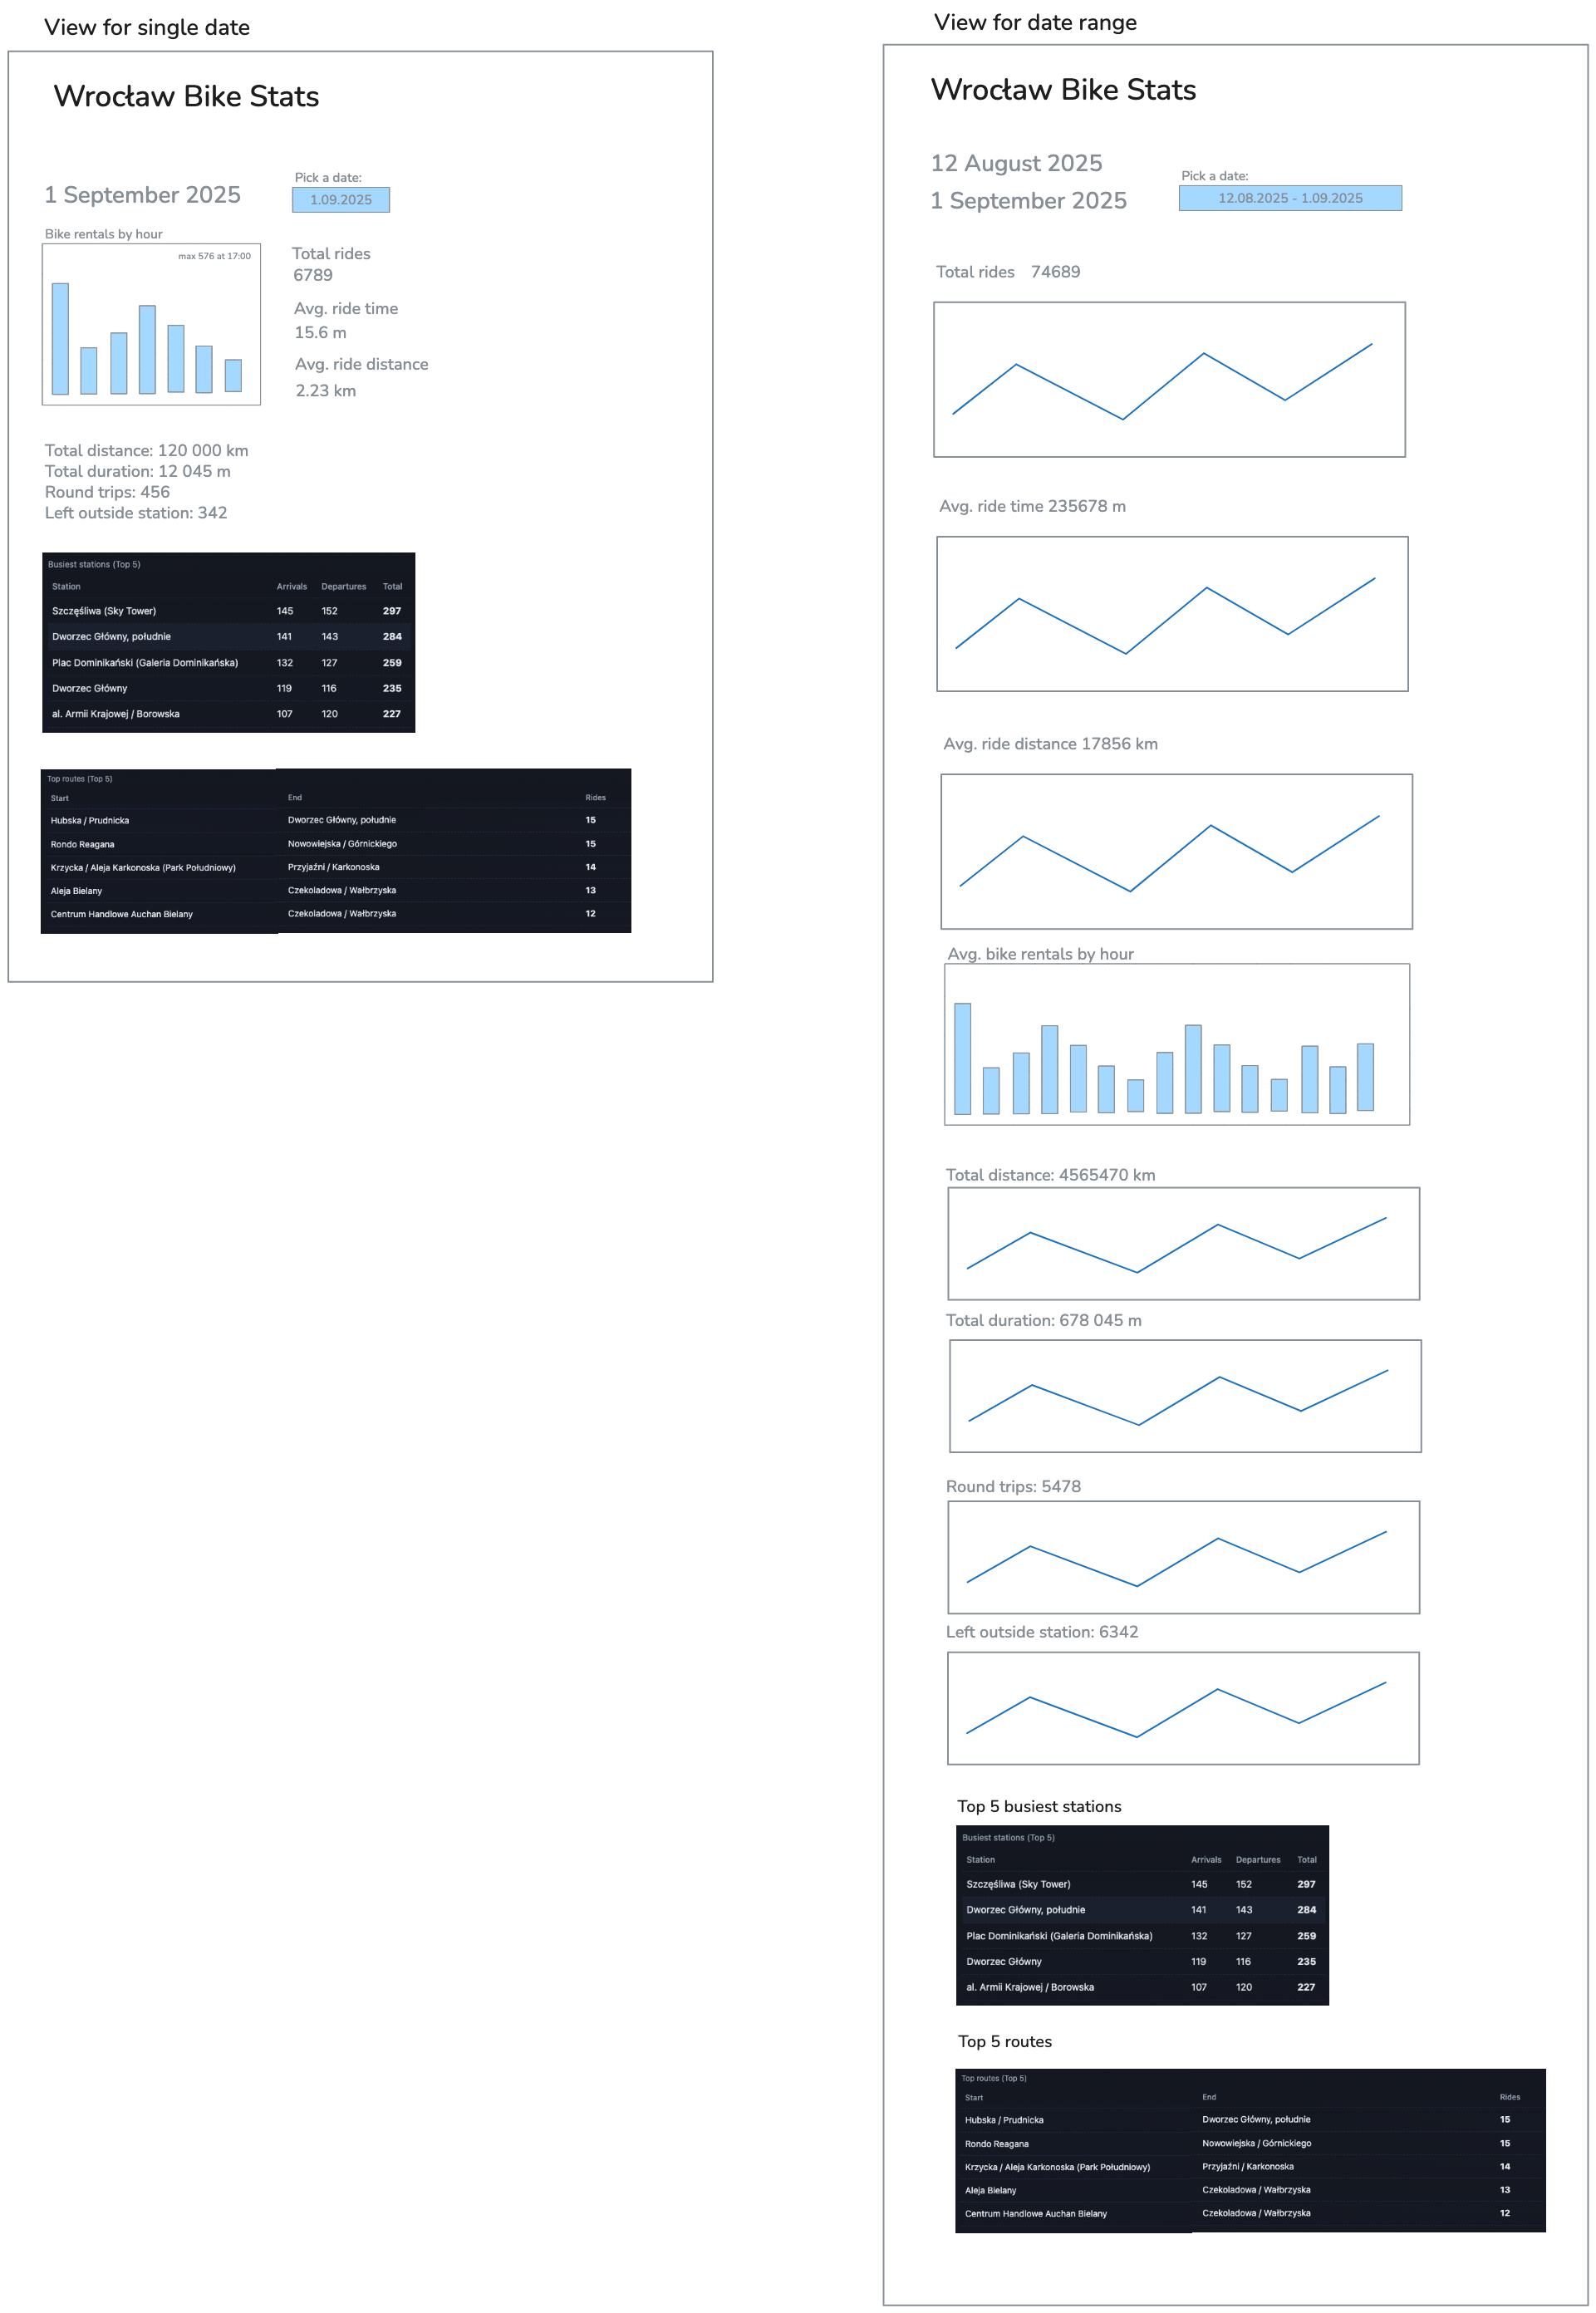 View for single date
Wrocław Bike Stats
1 September 2025
Pick a date:
1.09.2025
Bike rentals by hour
max 576 at 17:00
Total rides
6789
Avg. ride time
15.6 m
Avg. ride distance
2.23 km
Total distance: 120 000 km
Total duration: 12 045 m
Round trips: 456
Left outside station: 342
Busiest stations (Top 5)
Station Arrivals Departures Total
Szczęśliwa (Sky Tower) 145 152 297
Dworzec Główny, południe 141 143 284
Plac Dominikański (Galeria Dominikańska) 132 127 259
Dworzec Główny 119 116 235
al. Armii Krajowej / Borowska 107 120 227
Top routes (Top 5)
Start End Rides
Hubska / Prudnicka Dworzec Główny, południe 15
Rondo Reagana Nowowiejska / Górnickiego 15
Krzycka / Aleja Karkonoska (Park Południowy) Przyjaźni / Karkonoska 14
Aleja Bielany Czekoladowa / Wałbrzyska 13
Centrum Handlowe Auchan Bielany Czekoladowa / Wałbrzyska 12
View for date range
Wrocław Bike Stats
12 August 2025
1 September 2025
Pick a date:
12.08.2025 - 1.09.2025
Total rides 74689
Avg. ride time 235678 m
Avg. ride distance 17856 km
Avg. bike rentals by hour
Total distance: 4565470 km
Total duration: 678 045 m
Round trips: 5478
Left outside station: 6342
Top 5 busiest stations
Busiest stations (Top 5)
Station Arrivals Departures Total
Szczęśliwa (Sky Tower) 145 152 297
Dworzec Główny, południe 141 143 284
Plac Dominikański (Galeria Dominikańska) 132 127 259
Dworzec Główny 119 116 235
al. Armii Krajowej / Borowska 107 120 227
Top 5 routes
Top routes (Top 5)
Start End Rides
Hubska / Prudnicka Dworzec Główny, południe 15
Rondo Reagana Nowowiejska / Górnickiego 15
Krzycka / Aleja Karkonoska (Park Południowy) Przyjaźni / Karkonoska 14
Aleja Bielany Czekoladowa / Wałbrzyska 13
Centrum Handlowe Auchan Bielany Czekoladowa / Wałbrzyska 12